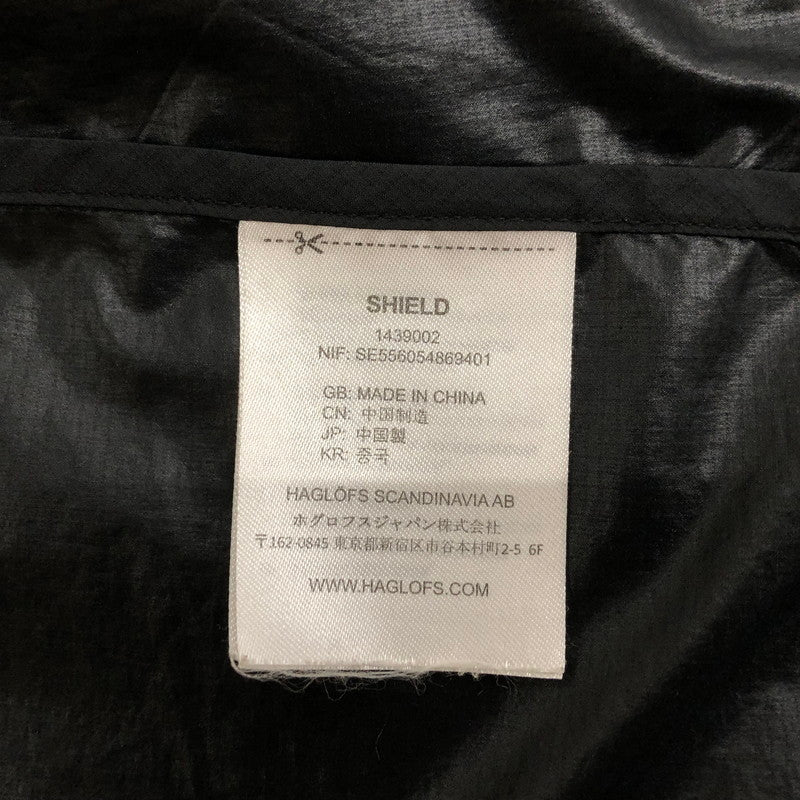 SHIELD
1439002
NIF: SE556054869401
GB: MADE IN CHINA
CN: 中国制造
JP: 中国製
KR: 중국
HAGLÖFS SCANDINAVIA AB
ホグロフスジャパン株式会社
〒162-0845 東京都新宿区市谷本村町2-5 6F
WWW.HAGLOFS.COM